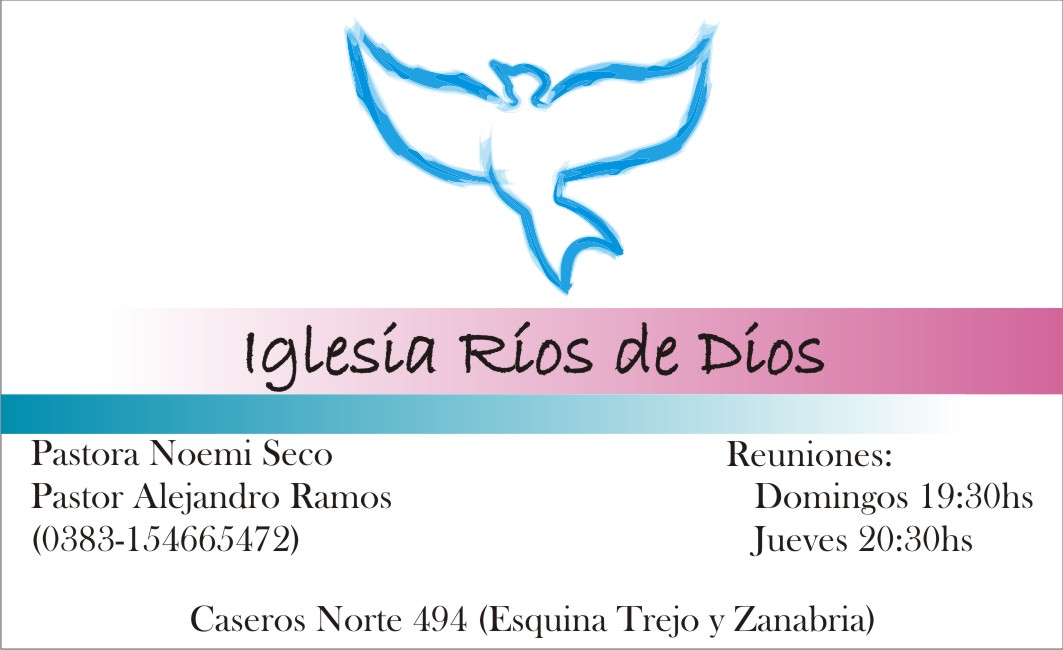 Iglesia Ríos de Dios
Pastora Noemi Seco
Pastor Alejandro Ramos
(0383-154665472)
Reuniones:
Domingos 19:30hs
Jueves 20:30hs
Caseros Norte 494 (Esquina Trejo y Zanabria)